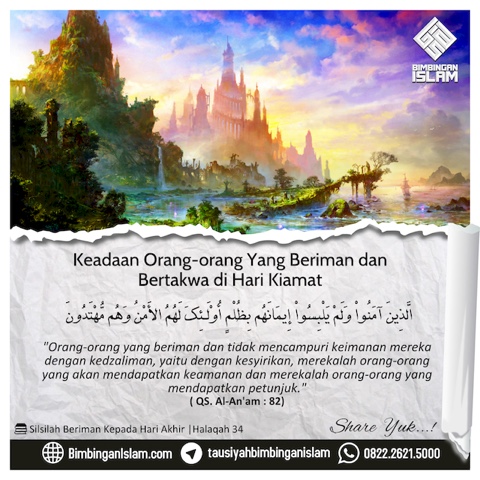 BIMBINGAN
ISLAM
Keadaan Orang-orang Yang Beriman dan
Bertakwa di Hari Kiamat
الَّذِينَ آمَنُواْ وَلَمْ يَلْبِسُواْ إِيمَانَهُم بِظُلْمٍ أُوْلَـئِكَ لَهُمُ الأَمْنُ وَهُم مُّهْتَدُونَ
"Orang-orang yang beriman dan tidak mencampuri keimanan mereka
dengan kedzaliman, yaitu dengan kesyirikan, merekalah orang-orang
yang akan mendapatkan keamanan dan merekalah orang-orang yang
mendapatkan petunjuk."
( QS. Al-An'am : 82)
Silsilah Beriman Kepada Hari Akhir |Halaqah 34
Share Yuk...!
BimbinganIslam.com
tausiyahbimbinganislam
0822.2621.5000